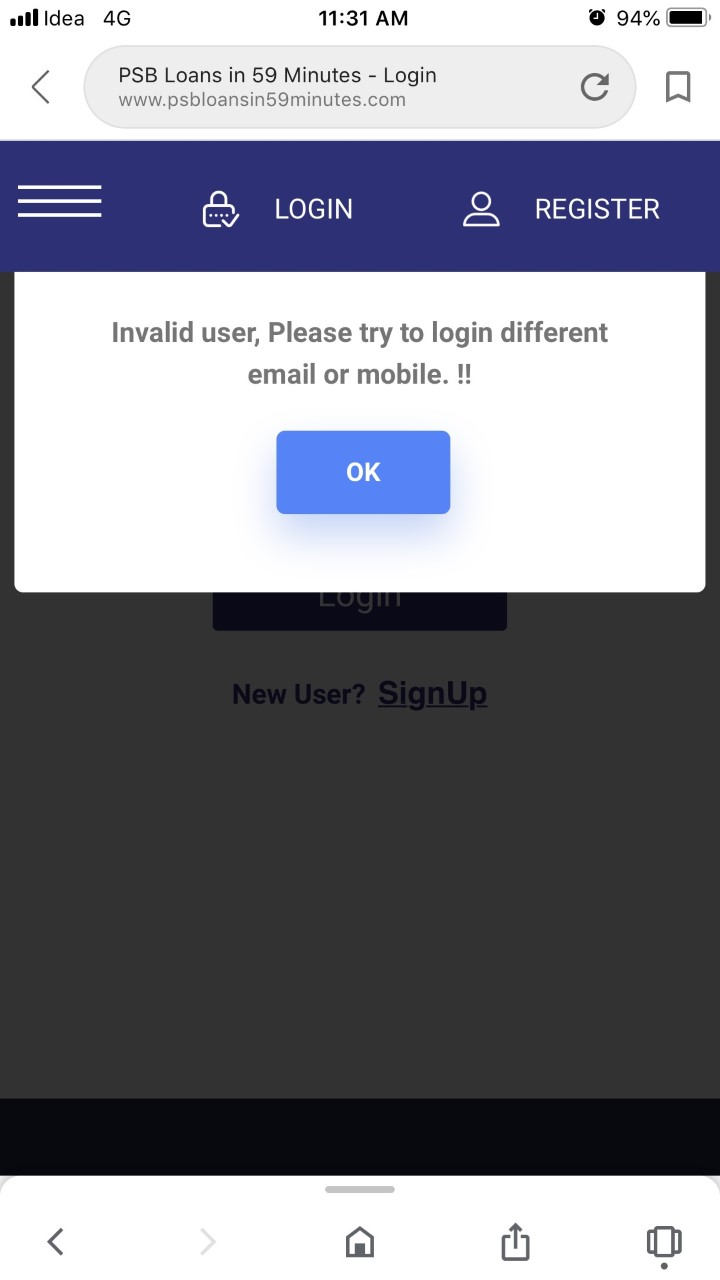 Idea 4G 11:31 AM 94%
PSB Loans in 59 Minutes - Login
www.psbloansin59minutes.com
LOGIN REGISTER
Invalid user, Please try to login different
email or mobile. !!
OK
Login
New User? SignUp